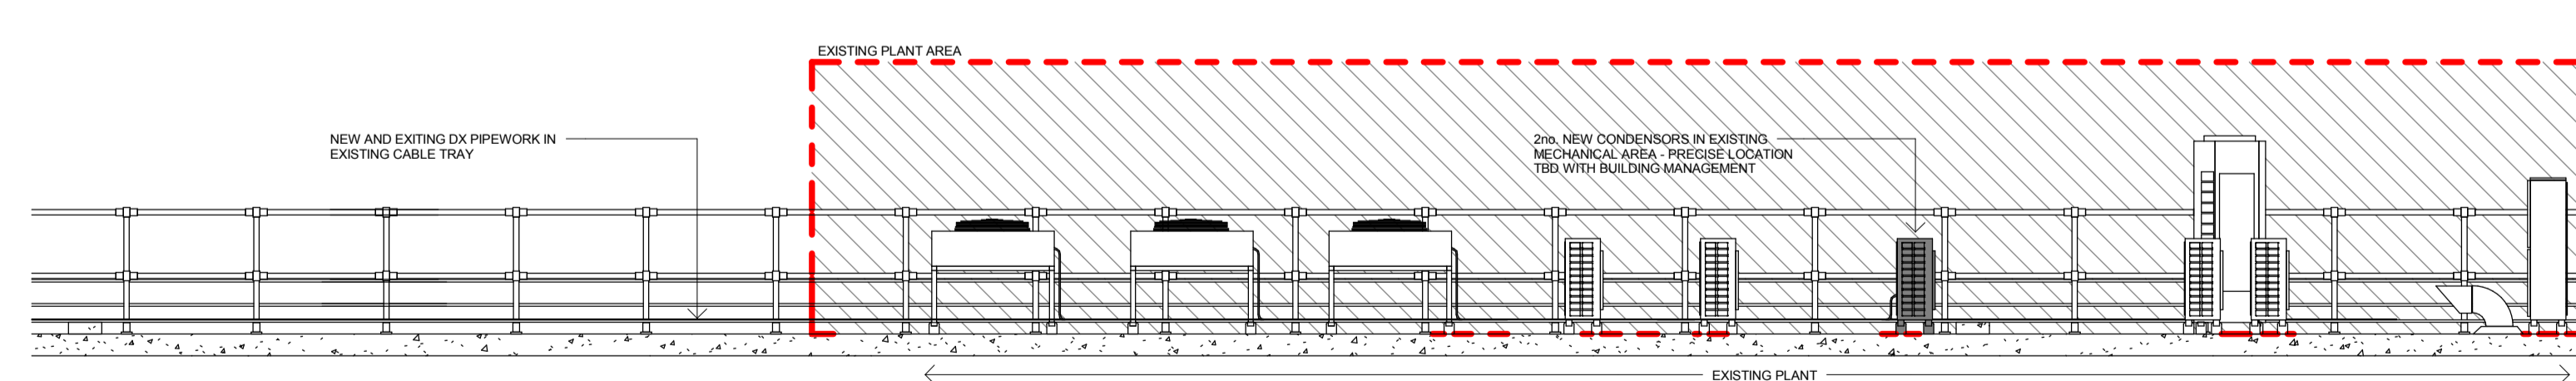 EXISTING PLANT AREA
NEW AND EXITING DX PIPEWORK IN
EXISTING CABLE TRAY
2no. NEW CONDENSORS IN EXISTING
MECHANICAL AREA - PRECISE LOCATION
TBD WITH BUILDING MANAGEMENT
EXISTING PLANT